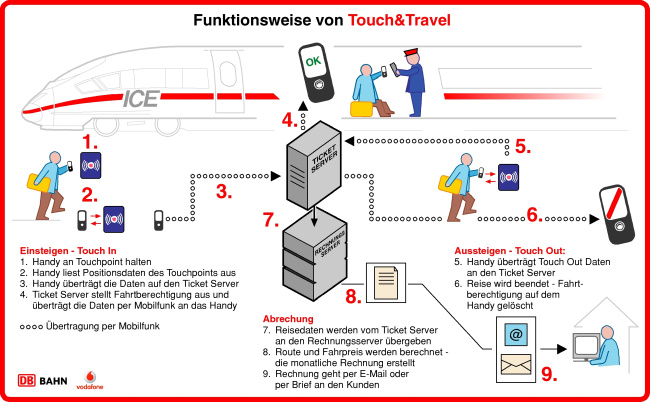 Funktionsweise von Touch&Travel
OK
ICE
4.
1.
TICKET
SERVER
5.
2.
3.
6.
7.
RECHNUNGS
SERVER
Einsteigen - Touch In
1. Handy an Touchpoint halten
2. Handy liest Positionsdaten des Touchpoints aus
3. Handy überträgt die Daten auf den Ticket Server
4. Ticket Server stellt Fahrtberechtigung aus und
überträgt die Daten per Mobilfunk an das Handy
Übertragung per Mobilfunk
Aussteigen - Touch Out:
5. Handy überträgt Touch Out Daten
an den Ticket Server
6. Reise wird beendet - Fahrt-
berechtigung auf dem
Handy gelöscht
8.
Abrechung
7. Reisedaten werden vom Ticket Server
an den Rechnungsserver übergeben
8. Route und Fahrpreis werden berechnet -
die monatliche Rechnung erstellt
9. Rechnung geht per E-Mail oder
per Brief an den Kunden
@
9.
DB BAHN
vodafone